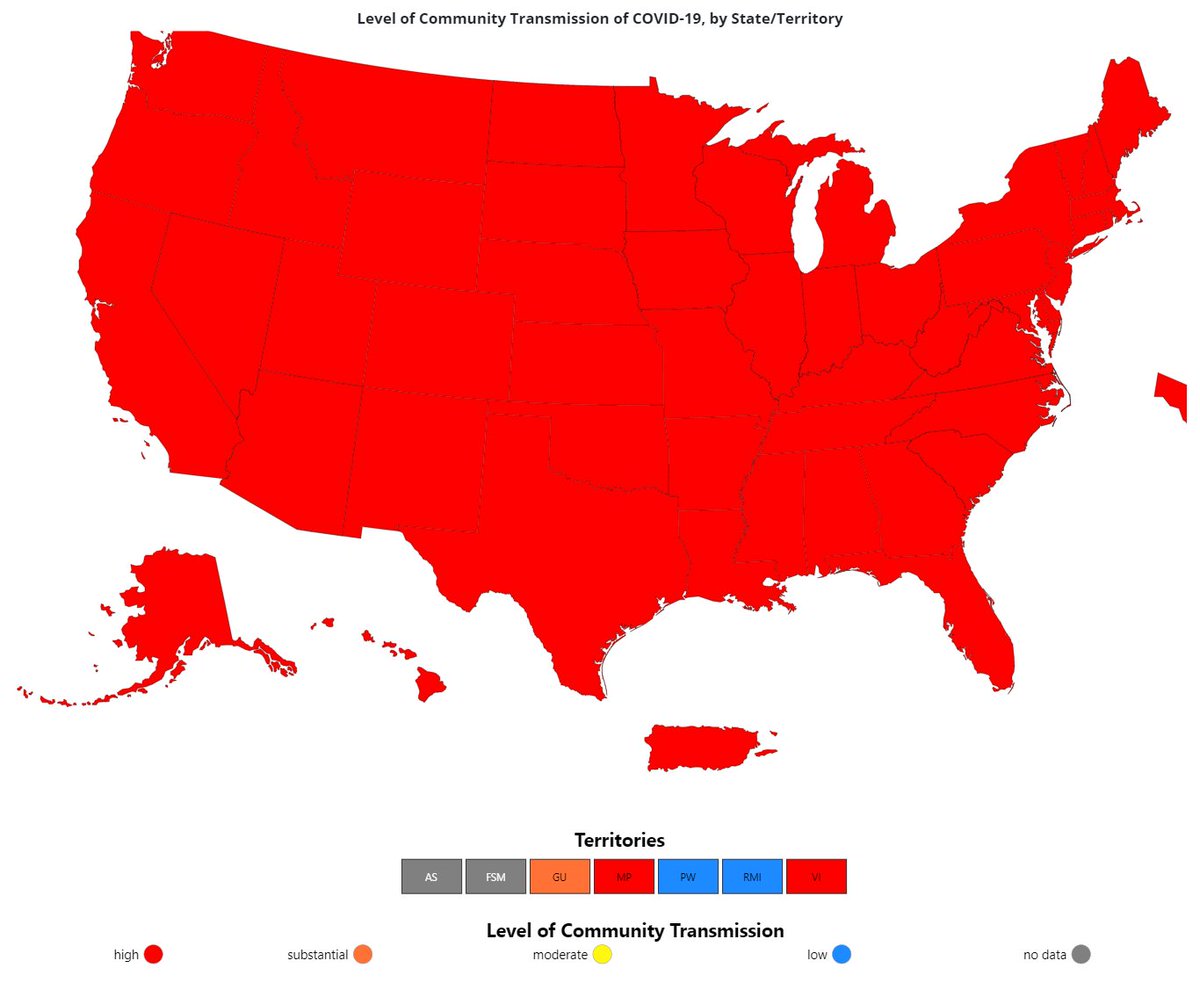 Level of Community Transmission of COVID-19, by State/Territory
Territories
AS FSM GU MP PW RMI VI
Level of Community Transmission
high substantial moderate low no data